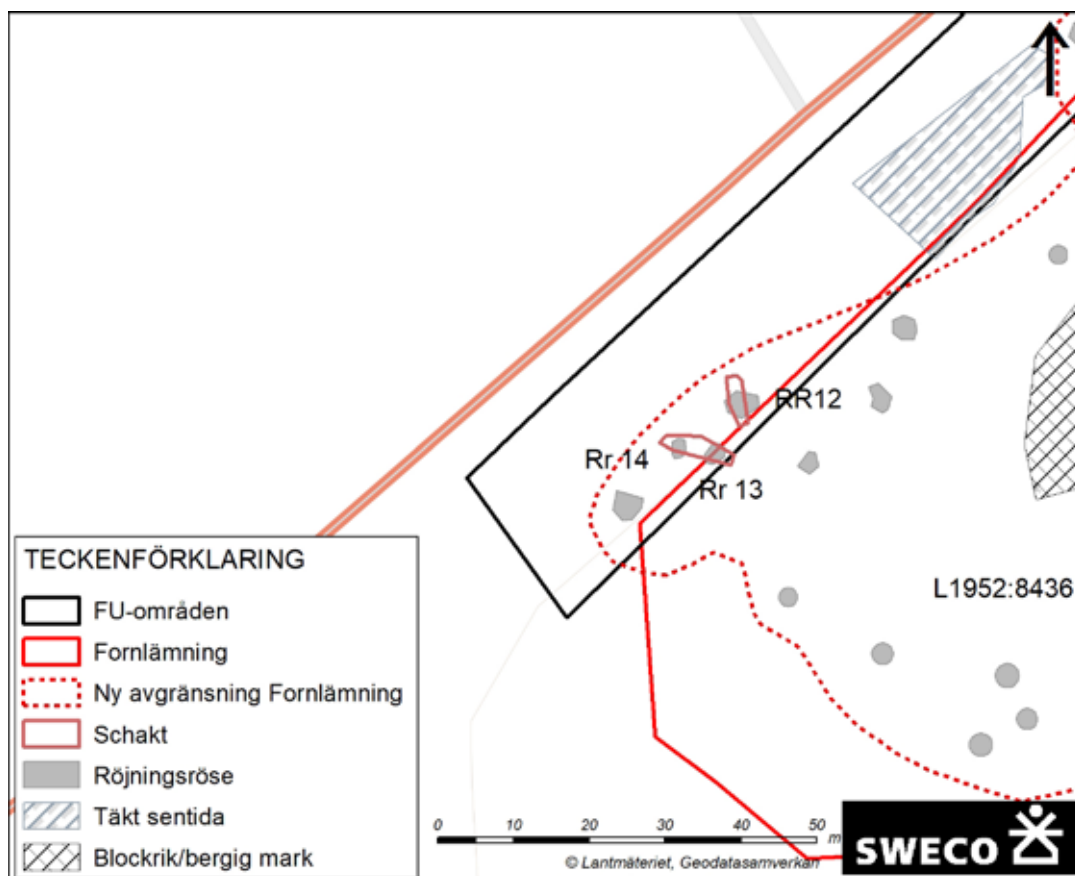 RR12
Rr 14
Rr 13
L1952:8436
TECKENFÖRKLARING
FU-områden
Fornlämning
Ny avgränsning Fornlämning
Schakt
Röjningsröse
Täkt sentida
Blockrik/bergig mark
0 10 20 30 40 50
m
© Lantmäteriet, Geodatasamverkan
SWECO